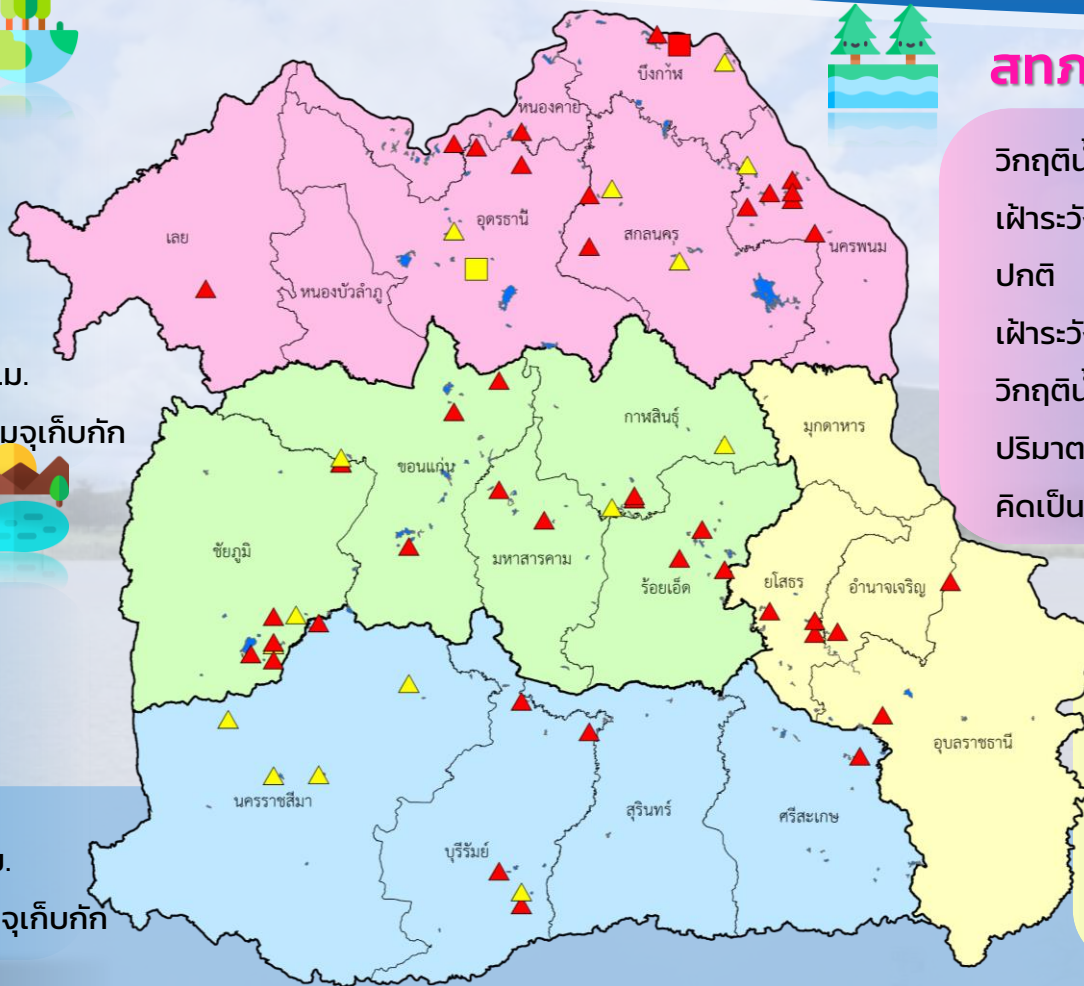 สทภ
วิกฤติน้
เฝ้าระวัง
ปกติ
เฝ้าระวัง
วิกฤติน้
ปริมาต
คิดเป็น
.ม.
มจุเก็บกัก
ม.
จุเก็บกัก
บึงกาฬ
หนองคาย
เลย
อุดรธานี
สกลนคร
นครพนม
หนองบัวลำภู
กาฬสินธุ์
มุกดาหาร
ขอนแก่น
ชัยภูมิ
มหาสารคาม
ร้อยเอ็ด
ยโสธร
อำนาจเจริญ
อุบลราชธานี
นครราชสีมา
สุรินทร์
ศรีสะเกษ
บุรีรัมย์